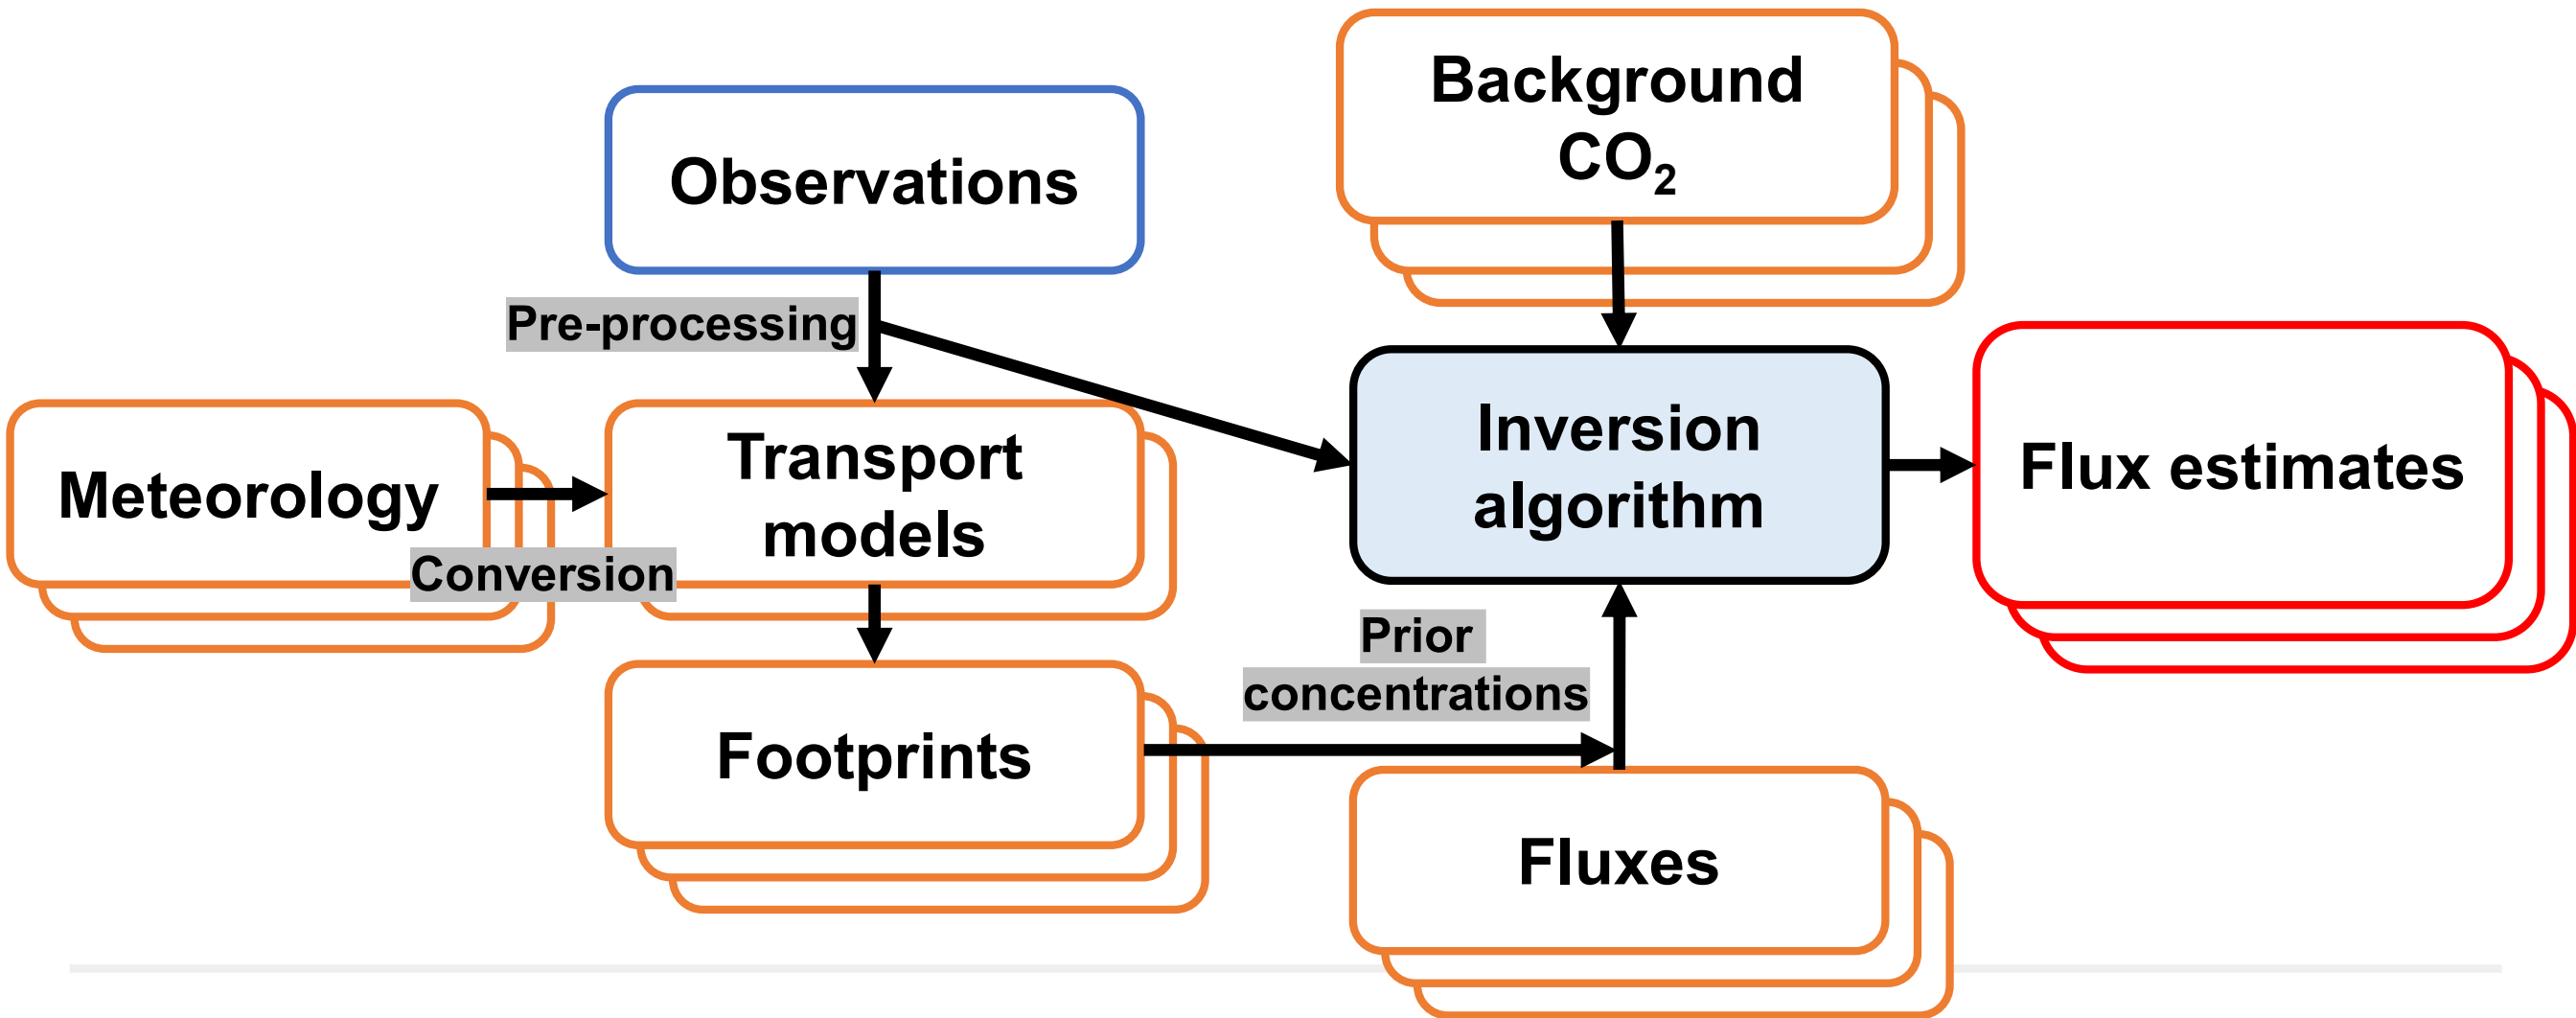 Background
CO₂
Observations
Pre-processing
Meteorology
Conversion
Transport
models
Inversion
algorithm
Flux estimates
Footprints
Prior
concentrations
Fluxes